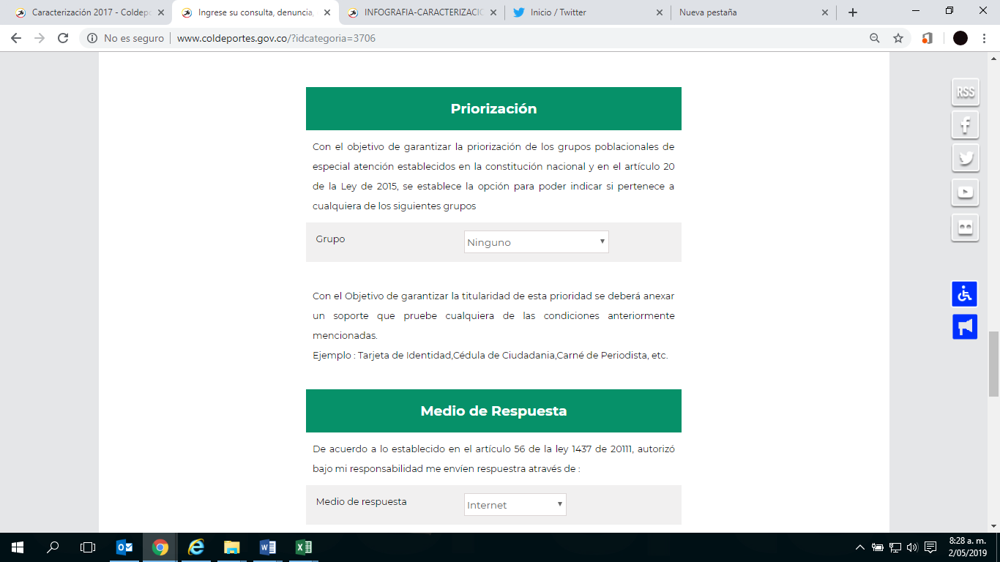 Caracterización 2017 - Coldep
Ingrese su consulta, denuncia,
INFOGRAFIA-CARACTERIZACIO
Inicio / Twitter
Nueva pestaña
No es seguro
www.coldeportes.gov.co/?idcategoria=3706
RSS
Priorización
Con el objetivo de garantizar la priorización de los grupos poblacionales de
especial atención establecidos en la constitución nacional y en el artículo 20
de la Ley de 2015, se establece la opción para poder indicar si pertenece a
cualquiera de los siguientes grupos
Grupo
Ninguno
Con el Objetivo de garantizar la titularidad de esta prioridad se deberá anexar
un soporte que pruebe cualquiera de las condiciones anteriormente
mencionadas.
Ejemplo : Tarjeta de Identidad,Cédula de Ciudadania,Carné de Periodista, etc.
Medio de Respuesta
De acuerdo a lo establecido en el artículo 56 de la ley 1437 de 20111, autorizó
bajo mi responsabilidad me envíen respuestra através de :
Medio de respuesta
Internet
8:28 a. m.
2/05/2019